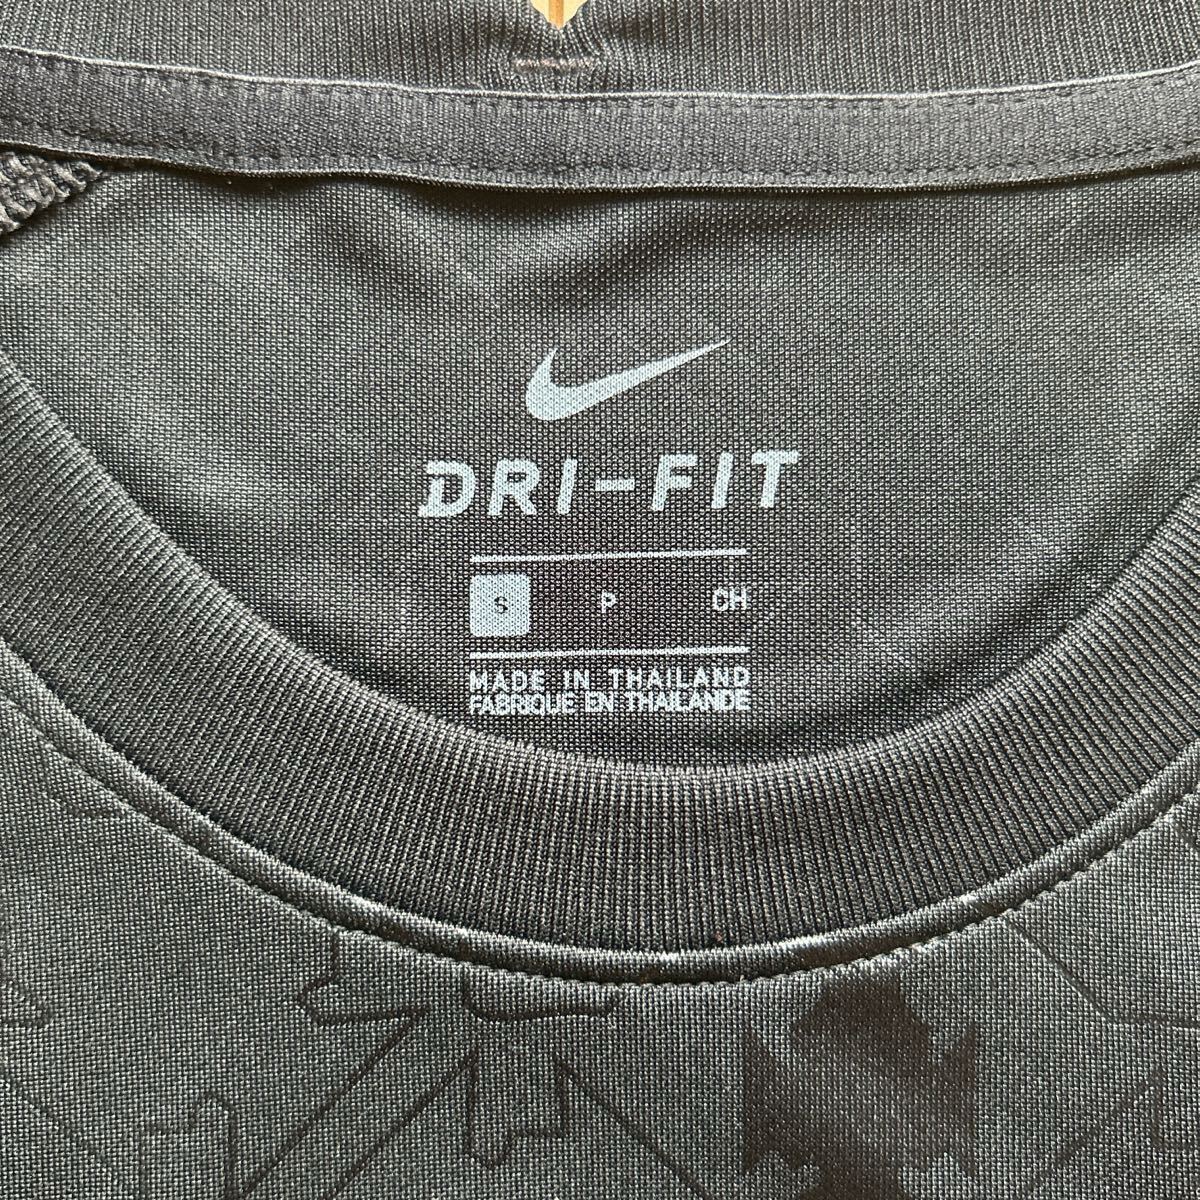 DRI-FIT
S P CH
MADE IN THAILAND
FABRIQUE EN THAILANDE